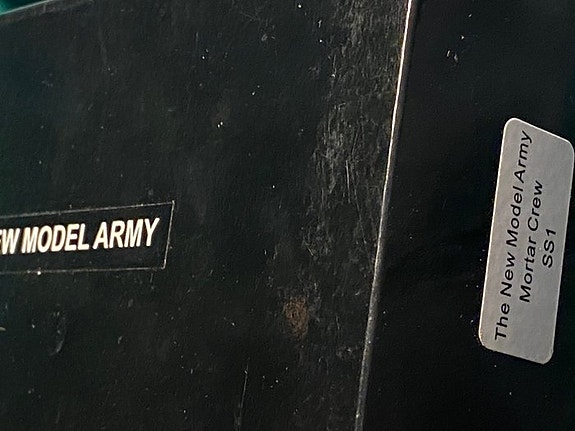 EW MODEL ARMY
The New Model Army
Mortar Crew
SS1